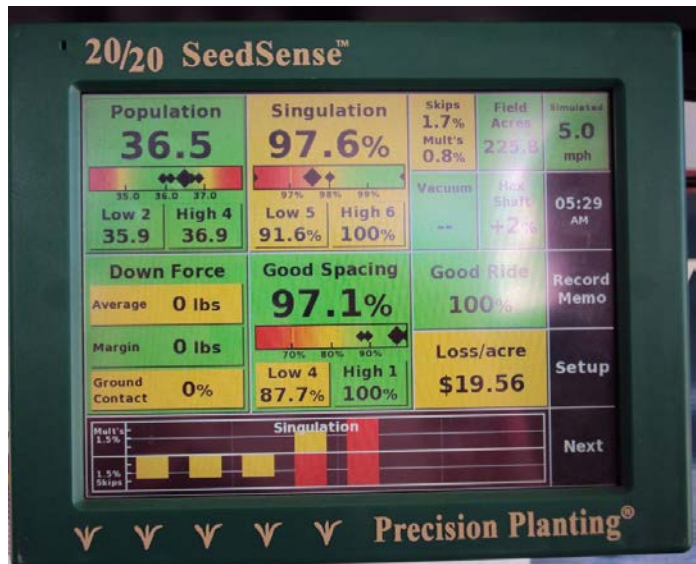 20/20 SeedSense™
Population
36.5
35.0 36.0 37.0
Low 2
35.9
High 4
36.9
Singulation
97.6%
97% 98% 99%
Low 5
91.6%
High 6
100%
Skips
1.7%
Mult's
0.8%
Field
Acres
225.8
Simulated
5.0
mph
Vacuum
--
Hex
Shaft
+2%
05:29
AM
Down Force
Average 0 lbs
Margin 0 lbs
Ground
Contact 0%
Good Spacing
97.1%
70% 80% 90%
Low 4
87.7%
High 1
100%
Good Ride
100%
Loss/acre
$19.56
Record
Memo
Setup
Next
Singulation
Mult's
1.5%
1.5%
Skips
Precision Planting®